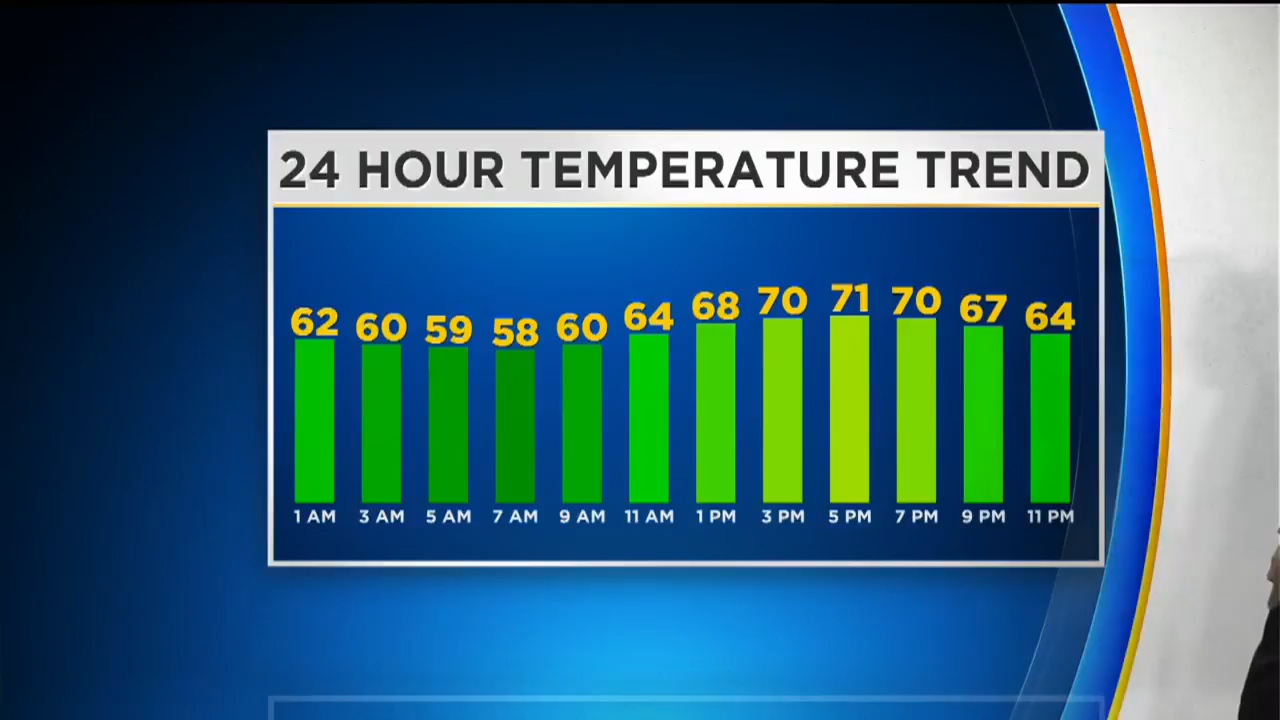 24 HOUR TEMPERATURE TREND
62 60 59 58 60 64 68 70 71 70 67 64
1 AM 3 AM 5 AM 7 AM 9 AM 11 AM 1 PM 3 PM 5 PM 7 PM 9 PM 11 PM